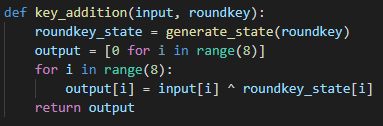 def key_addition(input, roundkey):
    roundkey_state = generate_state(roundkey)
    output = [0 for i in range(8)]
    for i in range(8):
        output[i] = input[i] ^ roundkey_state[i]
    return output